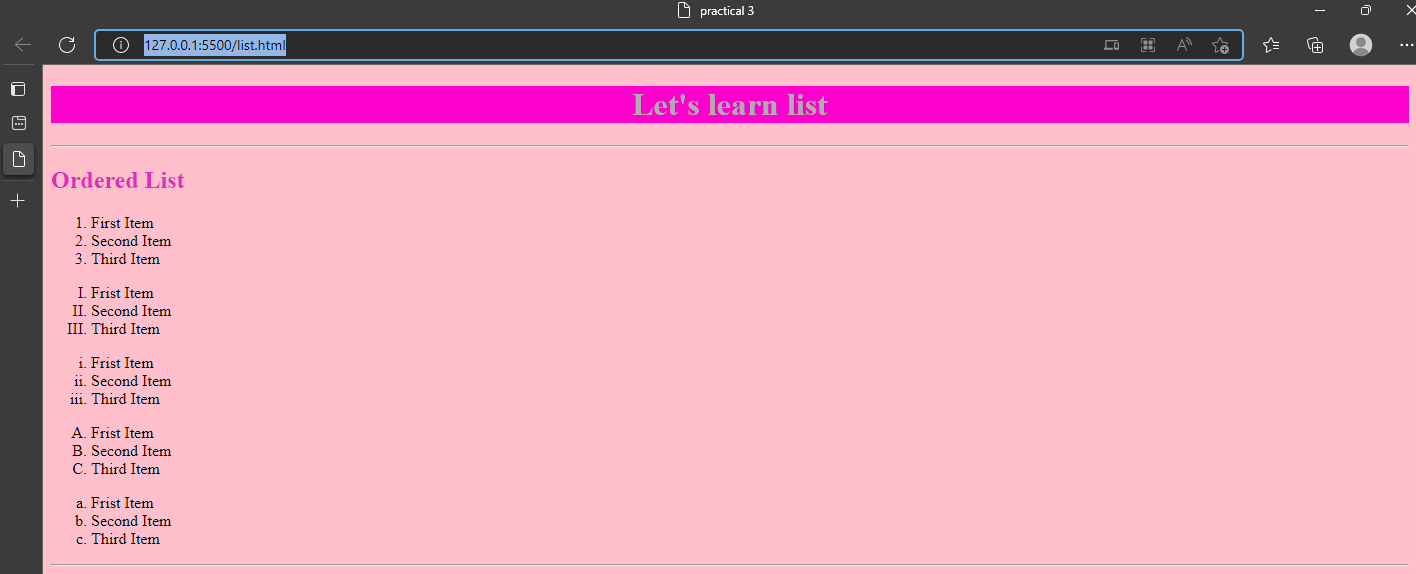 practical 3
127.0.0.1:5500/list.html
Let's learn list
Ordered List
1. First Item
2. Second Item
3. Third Item
I. Frist Item
II. Second Item
III. Third Item
i. Frist Item
ii. Second Item
iii. Third Item
A. Frist Item
B. Second Item
C. Third Item
a. Frist Item
b. Second Item
c. Third Item